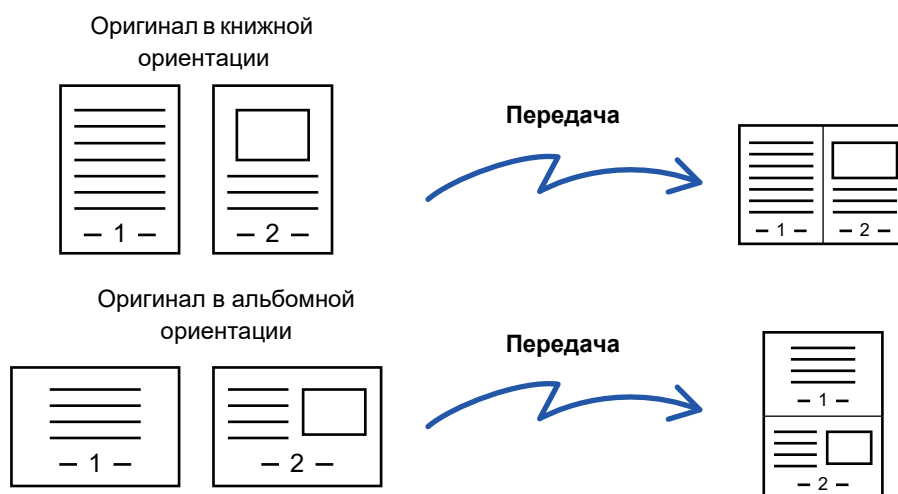 Оригинал в книжной
ориентации
Передача
– 1 –
– 2 –
– 1 –
– 2 –
Оригинал в альбомной
ориентации
Передача
– 1 –
– 2 –
– 1 –
– 2 –